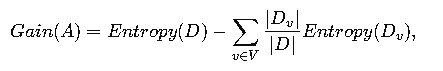 Gain(A) = Entropy(D) − ∑_{v∈V} |D_v| / |D| Entropy(D_v),